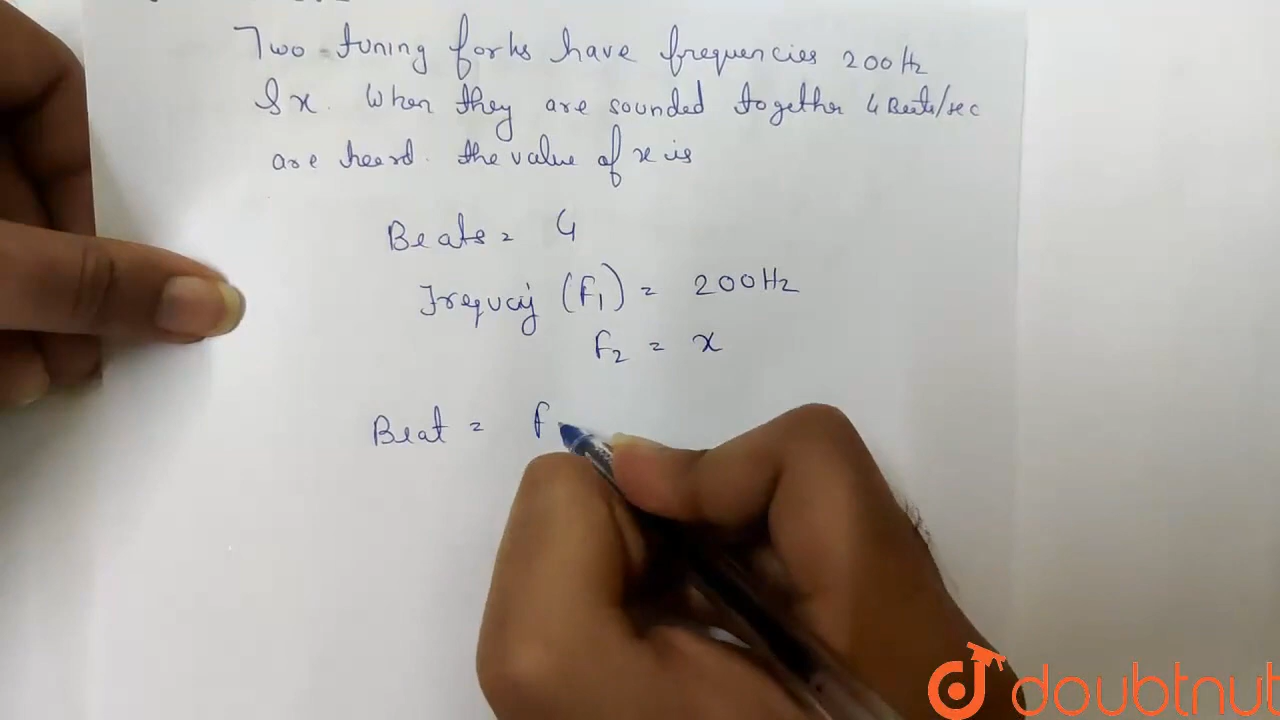 Two tuning forks have frequencies 200 Hz
& x. When they are sounded together 4 Beats/sec
are heard. the value of x is
Beats = 4
(F1) = 200 Hz
F2 = x
Beat = F
doubtnut